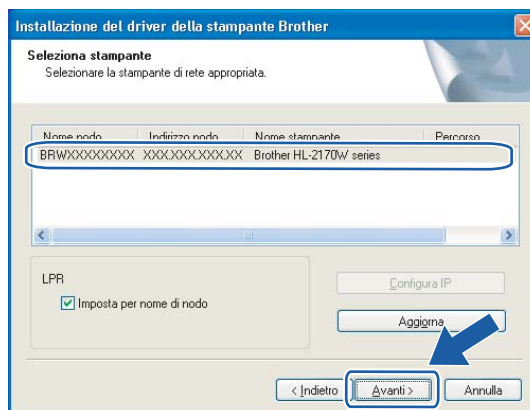 Installazione del driver della stampante Brother
Seleziona stampante
Selezionare la stampante di rete appropriata.
Nome nodo Indirizzo nodo Nome stampante Percorso
BRWXXXXXXXX XXX.XXX.XXX.XX Brother HL-2170W series
LPR
Configura IP
Imposta per nome di nodo
Aggiorna
< Indietro Avanti > Annulla